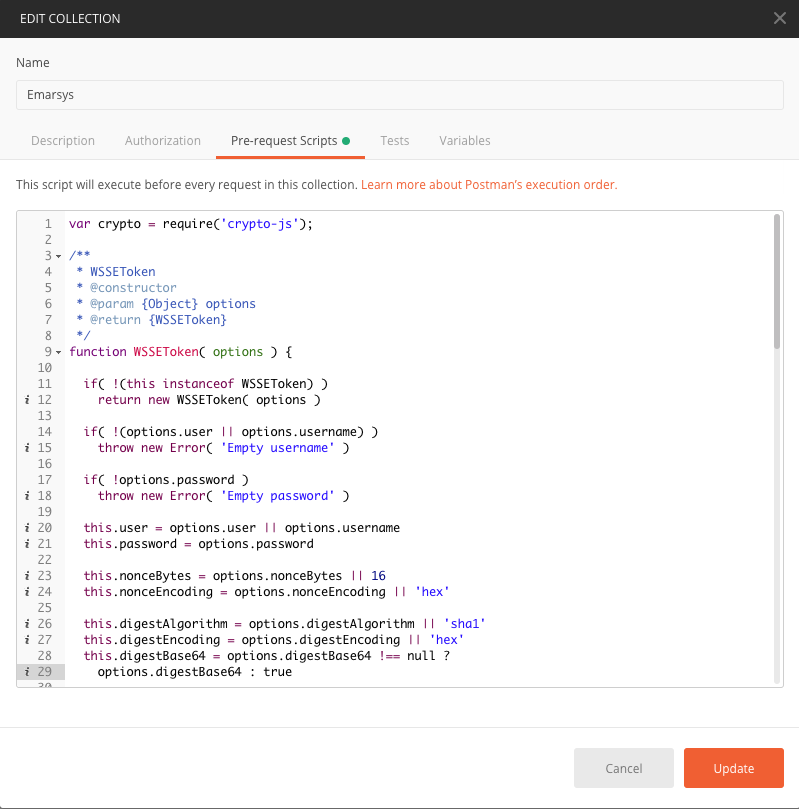 EDIT COLLECTION
Name
Emarsys
Description Authorization Pre-request Scripts Tests Variables
This script will execute before every request in this collection. Learn more about Postman's execution order.
1 var crypto = require('crypto-js');
2
3 /**
4  * WSSEToken
5  * @constructor
6  * @param {Object} options
7  * @return {WSSEToken}
8  */
9 function WSSEToken( options ) {
10
11   if( !(this instanceof WSSEToken) )
i 12     return new WSSEToken( options )
13
14   if( !(options.user || options.username) )
i 15     throw new Error( 'Empty username' )
16
17   if( !options.password )
i 18     throw new Error( 'Empty password' )
19
i 20   this.user = options.user || options.username
i 21   this.password = options.password
22
i 23   this.nonceBytes = options.nonceBytes || 16
i 24   this.nonceEncoding = options.nonceEncoding || 'hex'
25
i 26   this.digestAlgorithm = options.digestAlgorithm || 'sha1'
i 27   this.digestEncoding = options.digestEncoding || 'hex'
28   this.digestBase64 = options.digestBase64 !== null ?
i 29     options.digestBase64 : true
30
Cancel Update